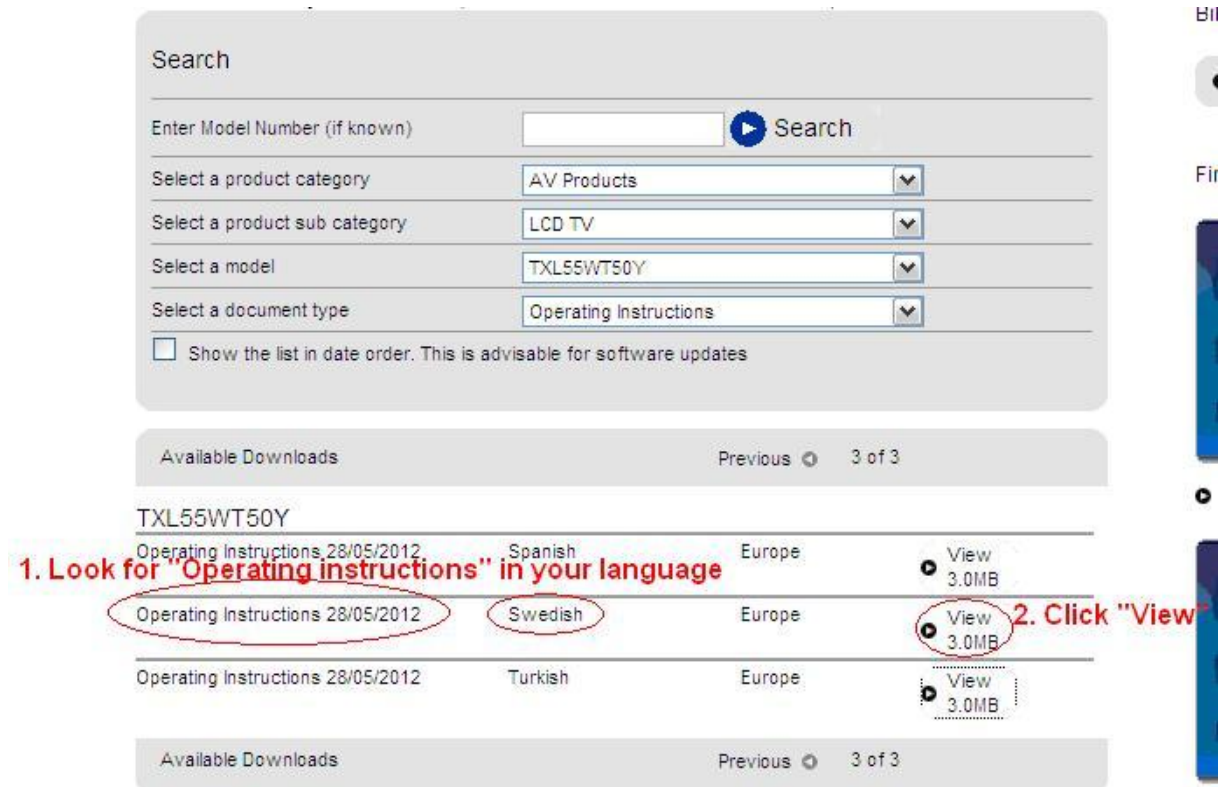 Search
Enter Model Number (if known) Search
Select a product category AV Products
Select a product sub category LCD TV
Select a model TXL55WT50Y
Select a document type Operating Instructions
Show the list in date order. This is advisable for software updates
Available Downloads Previous 3 of 3
TXL55WT50Y
Operating Instructions 28/05/2012 Spanish Europe View
3.0MB
1. Look for "Operating instructions" in your language
Operating Instructions 28/05/2012 Swedish Europe View
3.0MB
2. Click "View"
Operating Instructions 28/05/2012 Turkish Europe View
3.0MB
Available Downloads Previous 3 of 3